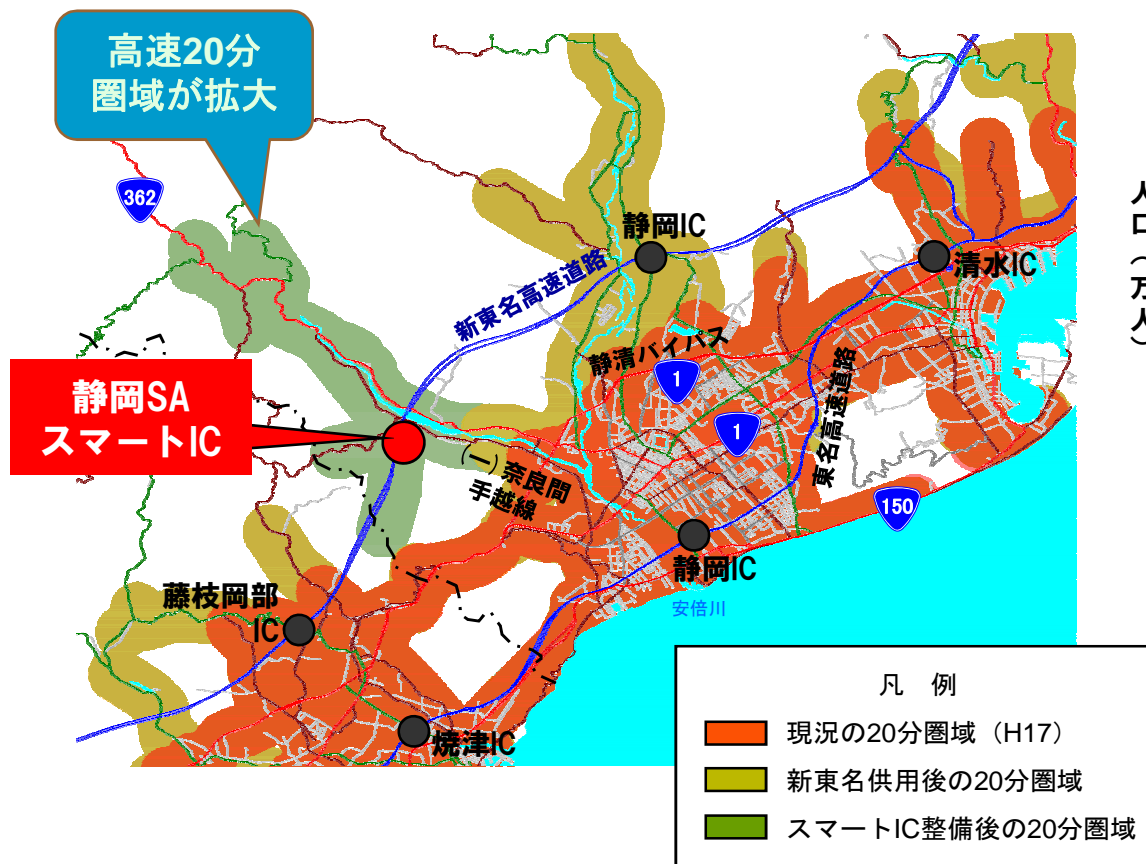 高速20分
圏域が拡大
362
静岡IC
清水IC
新東名高速道路
静清バイパス
1
静岡SA
スマートIC
1
東名高速道路
(一)奈良間
手越線
150
静岡IC
安倍川
藤枝岡部
IC
焼津IC
人口(万人)
凡 例
現況の20分圏域(H17)
新東名供用後の20分圏域
スマートIC整備後の20分圏域